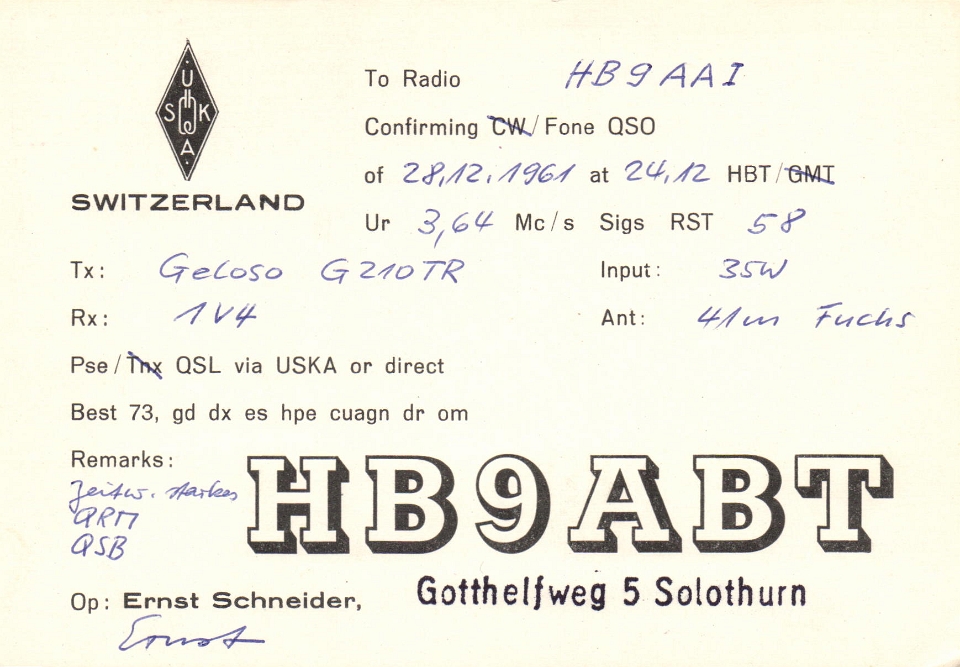 USKA
SWITZERLAND
To Radio HB9AAI
Confirming CW/Fone QSO
of 28.12.1961 at 24.12 HBT/GMT
Ur 3,64 Mc/s Sigs RST 58
Tx: Geloso G210TR Input: 35W
Rx: 1V4 Ant: 41m Fuchs
Pse/Tnx QSL via USKA or direct
Best 73, gd dx es hpe cuagn dr om
Remarks:
zeitw. starkes
QRM
QSB
HB9ABT
Op: Ernst Schneider,
Gotthelfweg 5 Solothurn
Ernst